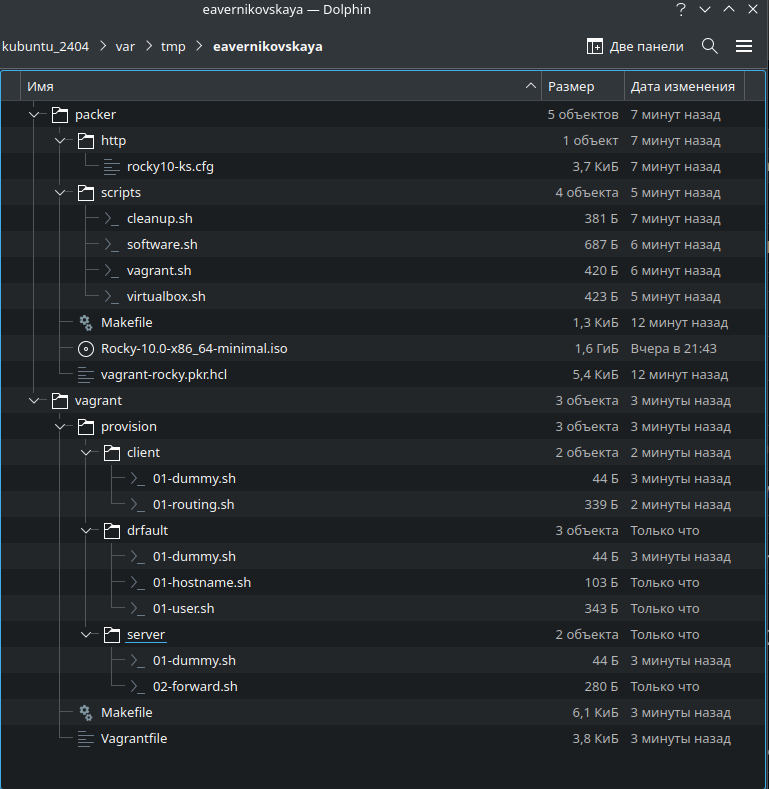 eavernikovskaya — Dolphin
kubuntu_2404 > var > tmp > eavernikovskaya Две панели
Имя Размер Дата изменения
packer 5 объектов 7 минут назад
http 1 объект 7 минут назад
rocky10-ks.cfg 3,7 КиБ 7 минут назад
scripts 4 объекта 5 минут назад
cleanup.sh 381 Б 7 минут назад
software.sh 687 Б 6 минут назад
vagrant.sh 420 Б 6 минут назад
virtualbox.sh 423 Б 5 минут назад
Makefile 1,3 КиБ 12 минут назад
Rocky-10.0-x86_64-minimal.iso 1,6 ГиБ Вчера в 21:43
vagrant-rocky.pkr.hcl 5,4 КиБ 12 минут назад
vagrant 3 объекта 3 минуты назад
provision 3 объекта 3 минуты назад
client 2 объекта 2 минуты назад
01-dummy.sh 44 Б 3 минуты назад
01-routing.sh 339 Б 2 минуты назад
drfault 3 объекта Только что
01-dummy.sh 44 Б 3 минуты назад
01-hostname.sh 103 Б Только что
01-user.sh 343 Б Только что
server 2 объекта Только что
01-dummy.sh 44 Б 3 минуты назад
02-forward.sh 280 Б Только что
Makefile 6,1 КиБ 3 минуты назад
Vagrantfile 3,8 КиБ 3 минуты назад